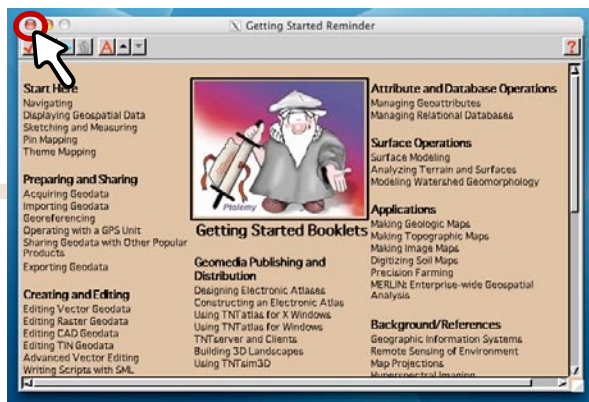 X Getting Started Reminder
A
?
Start Here
Navigating
Displaying Geospatial Data
Sketching and Measuring
Pin Mapping
Theme Mapping
Preparing and Sharing
Acquiring Geodata
Importing Geodata
Georeferencing
Operating with a GPS Unit
Sharing Geodata with Other Popular
Products
Exporting Geodata
Creating and Editing
Editing Vector Geodata
Editing Raster Geodata
Editing CAD Geodata
Editing TIN Geodata
Advanced Vector Editing
Writing Scripts with SML
Ptolemy
Getting Started Booklets
Geomedia Publishing and
Distribution
Designing Electronic Atlases
Constructing an Electronic Atlas
Using TNTatlas for X Windows
Using TNTatlas for Windows
TNTserver and Clients
Building 3D Landscapes
Using TNTsim3D
Attribute and Database Operations
Managing Geoattributes
Managing Relational Databases
Surface Operations
Surface Modeling
Analyzing Terrain and Surfaces
Modeling Watershed Geomorphology
Applications
Making Geologic Maps
Making Topographic Maps
Making Image Maps
Digitizing Soil Maps
Precision Farming
MERLIN: Enterprise-wide Geospatial
Analysis
Background/References
Geographic Information Systems
Remote Sensing of Environment
Map Projections
Hyperspectral Imaging